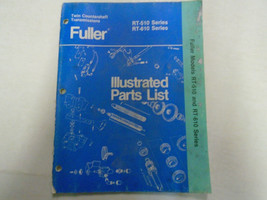 Twin Countershaft
Transmissions
RT-510 Series
RT-610 Series
Fuller
Illustrated
Parts List
Fuller Models RT-510 and RT-610 Series